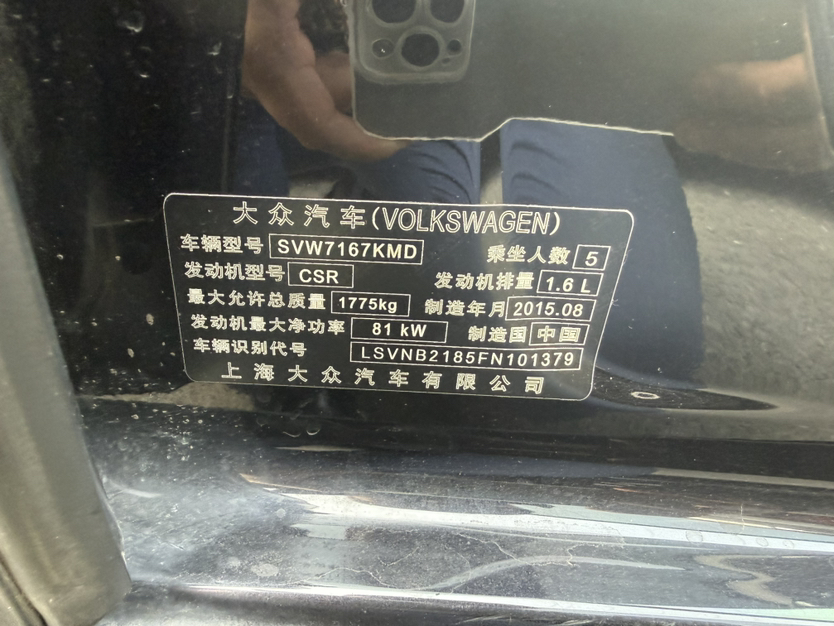 大众汽车(VOLKSWAGEN)
车辆型号 SVW7167KMD 乘坐人数 5
发动机型号 CSR 发动机排量 1.6 L
最大允许总质量 1775kg 制造年月 2015.08
发动机最大净功率 81 kW 制造国 中国
车辆识别代号 LSVNB2185FN101379
上海大众汽车有限公司